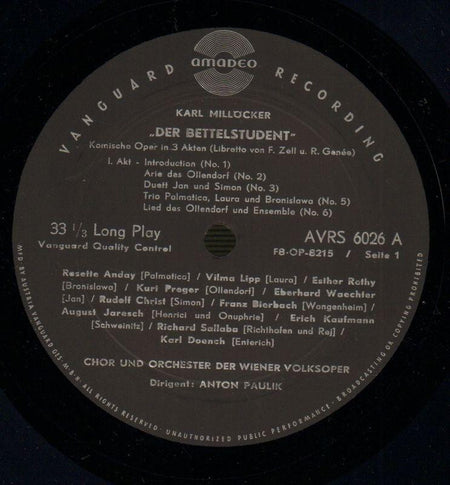 amadeo
VANGUARD RECORDING
KARL MILLÖCKER
„DER BETTELSTUDENT"
Komische Oper in 3 Akten (Libretto von F. Zell u. R. Genée)
I. Akt - Introduction (No. 1)
Arie des Ollendorf (No. 2)
Duett Jan und Simon (No. 3)
Trio Palmatica, Laura und Bronislawa (No. 5)
Lied des Ollendorf und Ensemble (No. 6)
33 1/3 Long Play
AVRS 6026 A
Vanguard Quality Control
F8-OP-8215 / Seite 1
Rosette Anday [Palmatica] / Vilma Lipp [Laura] / Esther Rethy
[Bronislawa] / Kurt Preger [Ollendorf] / Eberhard Waechter
[Jan] / Rudolf Christ [Simon] / Franz Bierbach [Wangenheim] /
August Jaresch [Henrici und Onuphrie] / Erich Kaufmann
[Schweinitz] / Richard Sallaba [Richthofen und Rej] /
Karl Doench [Enterich]
CHOR UND ORCHESTER DER WIENER VOLKSOPER
Dirigent: ANTON PAULIK
MFD. BY AUSTRIA VANGUARD GES. M. B. H. - ALL RIGHTS RESERVED - UNAUTHORIZED PUBLIC PERFORMANCE - BROADCASTING OR COPYING PROHIBITED